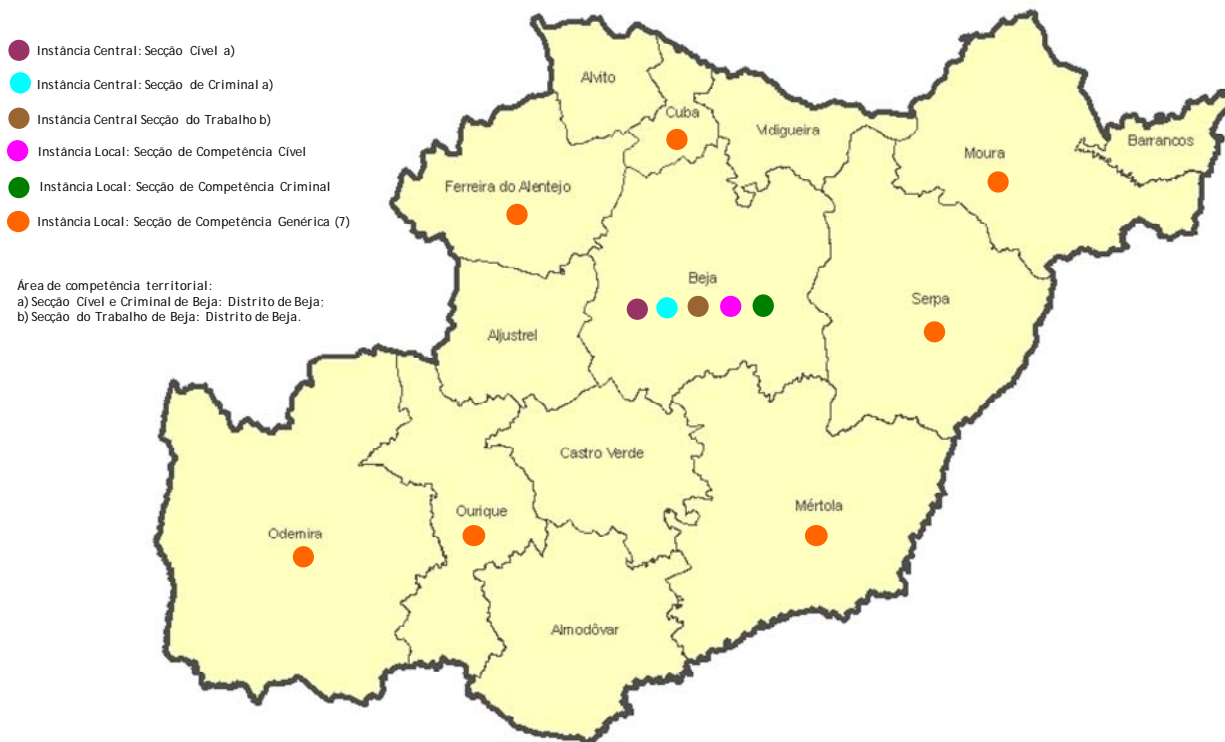 Instância Central: Secção Cível a)
Instância Central: Secção de Criminal a)
Instância Central Secção do Trabalho b)
Instância Local: Secção de Competência Cível
Instância Local: Secção de Competência Criminal
Instância Local: Secção de Competência Genérica (7)
Área de competência territorial:
a) Secção Cível e Criminal de Beja: Distrito de Beja;
b) Secção do Trabalho de Beja: Distrito de Beja.
Alvito
Cuba
Vidigueira
Barrancos
Moura
Ferreira do Alentejo
Beja
Serpa
Aljustrel
Castro Verde
Mértola
Ourique
Odemira
Almodôvar